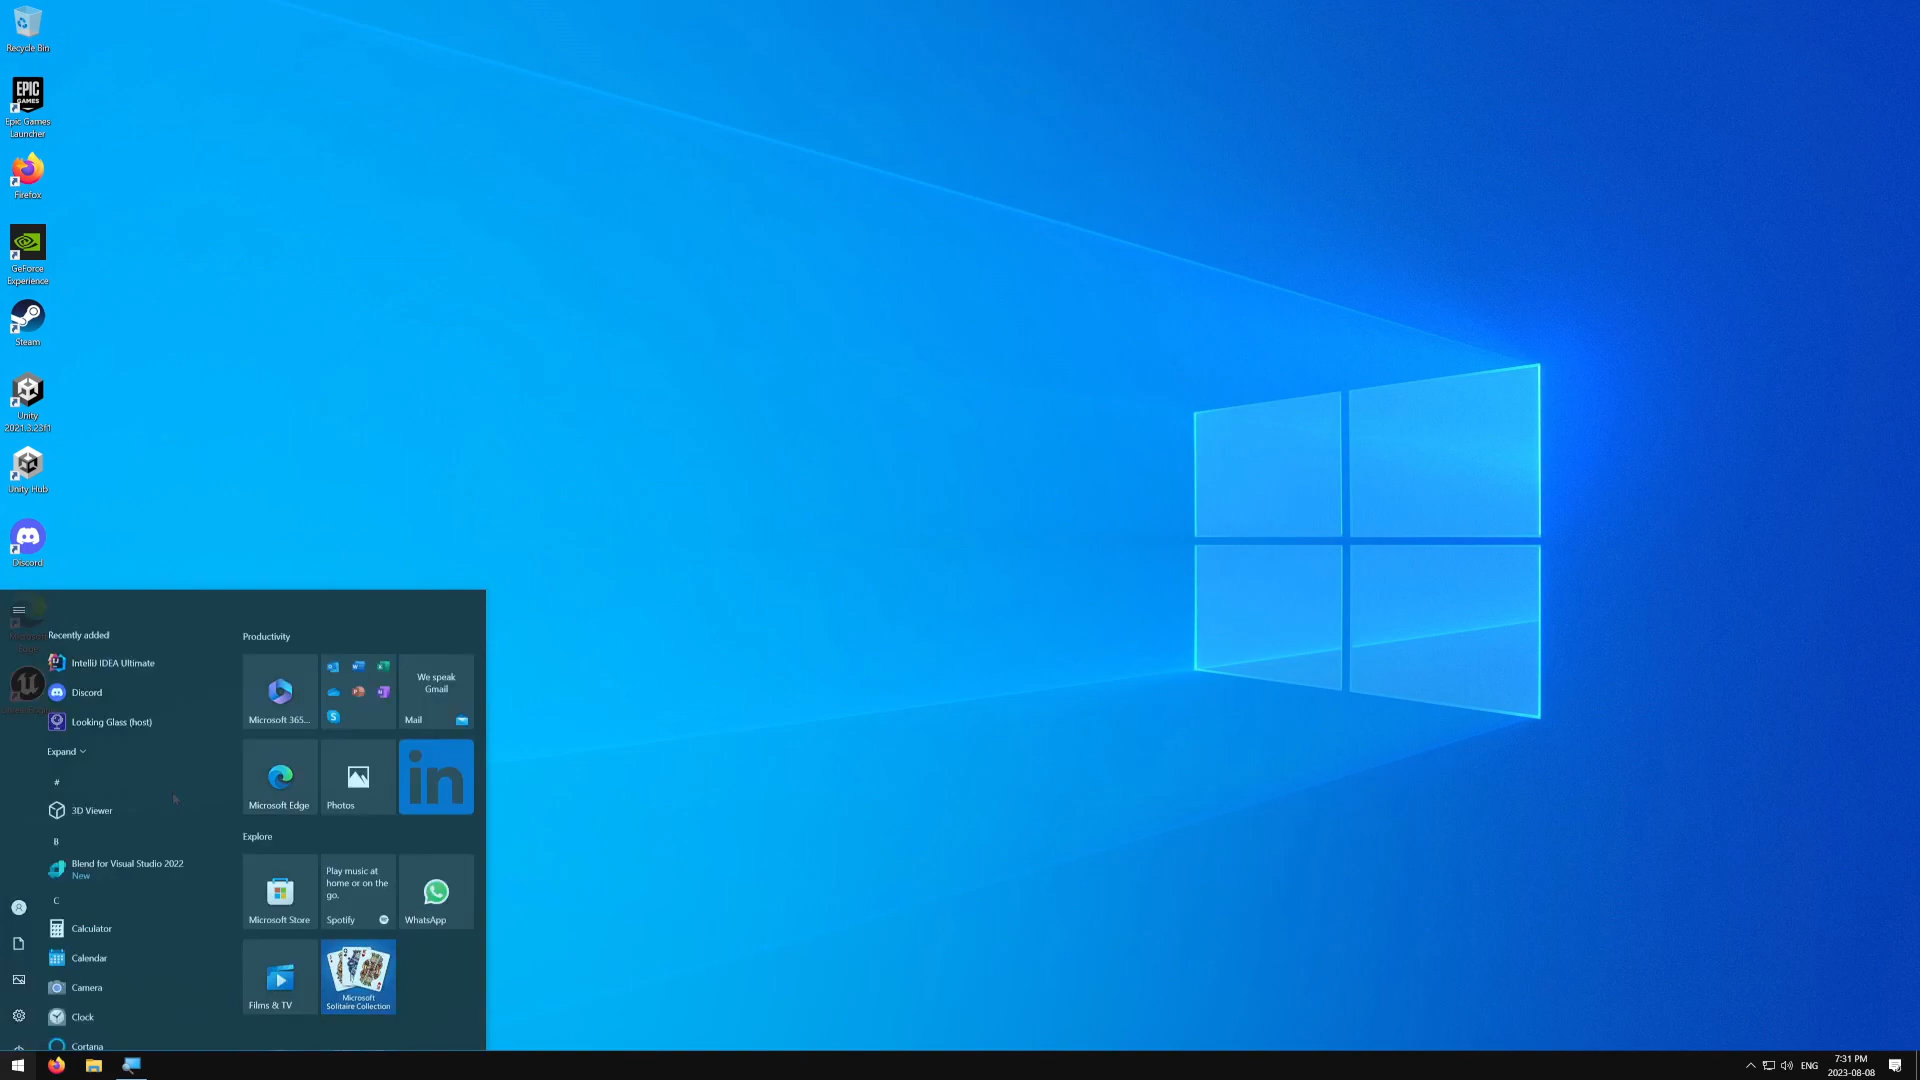 Recycle Bin
EPIC
GAMES
Epic Games
Launcher
Firefox
GeForce
Experience
Steam
Unity
2021.3.23f1
Unity Hub
Discord
Recently added
IntelliJ IDEA Ultimate
Discord
Looking Glass (host)
Expand
#
3D Viewer
B
Blend for Visual Studio 2022
New
C
Calculator
Calendar
Camera
Clock
Cortana
Productivity
Microsoft 365...
We speak
Gmail
Mail
Microsoft Edge
Photos
in
Explore
Microsoft Store
Play music at
home or on the
go.
Spotify
WhatsApp
Films & TV
Microsoft
Solitaire Collection
ENG
7:31 PM
2023-08-08